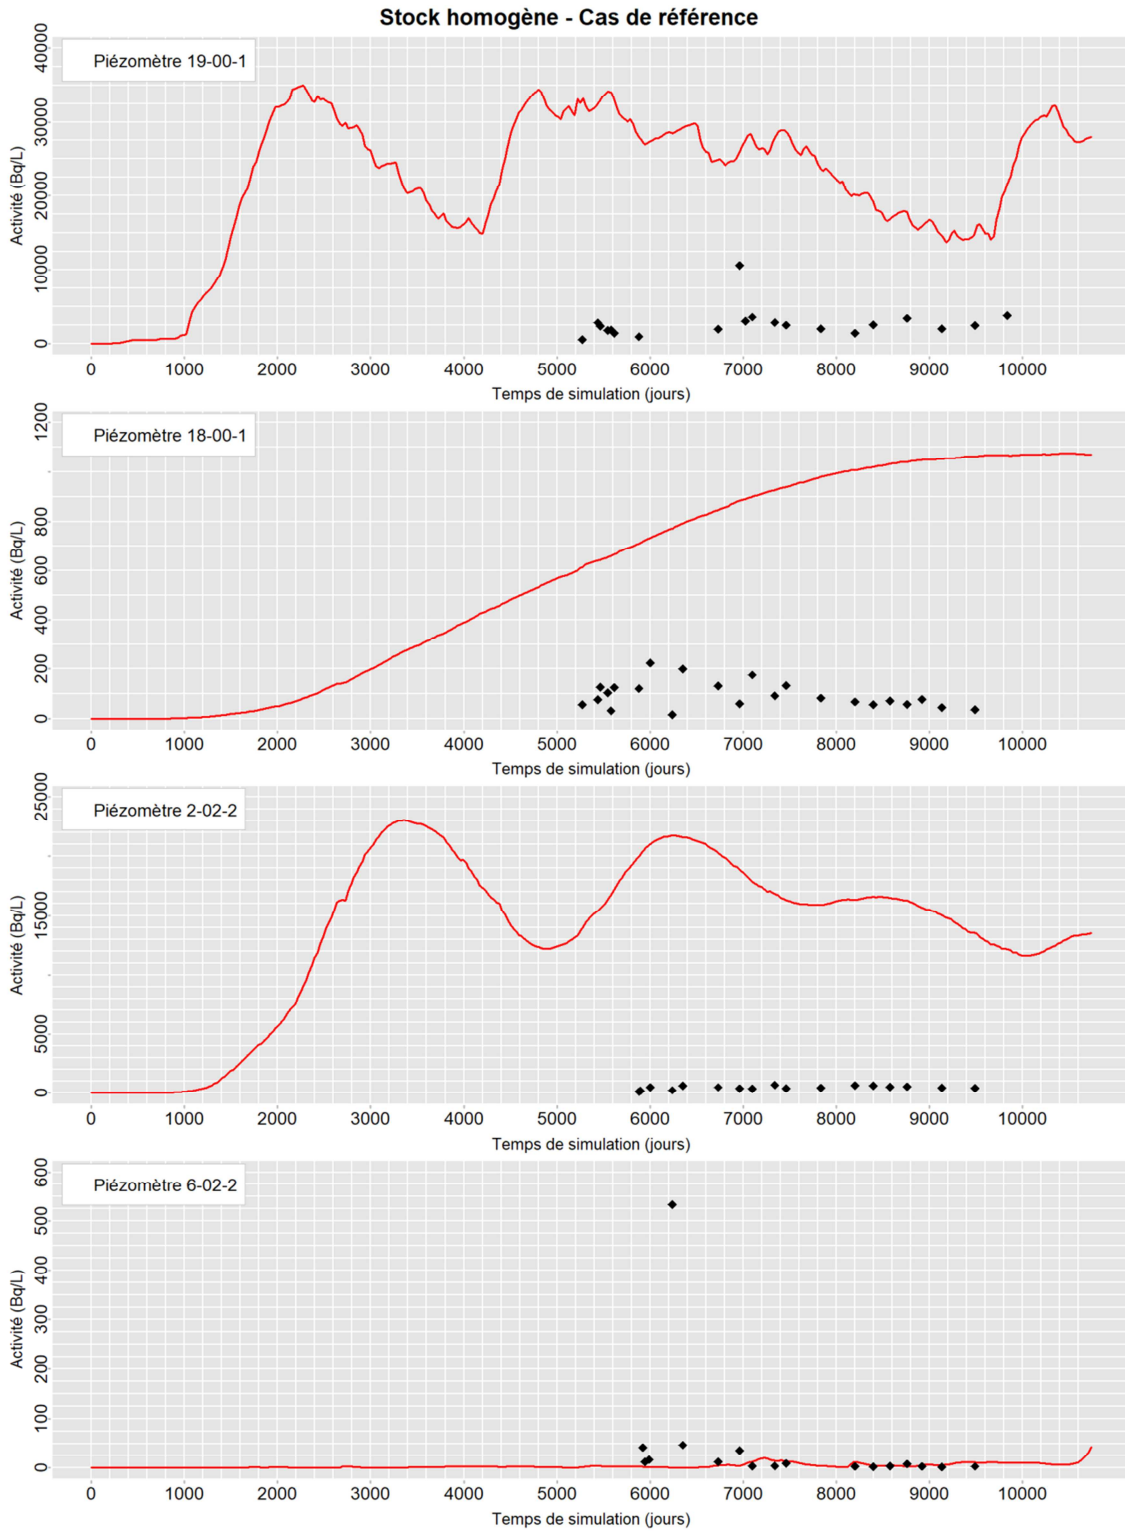 Stock homogène - Cas de référence
Piézomètre 19-00-1
Activité (Bq/L)
40000
30000
20000
10000
0
0 1000 2000 3000 4000 5000 6000 7000 8000 9000 10000
Temps de simulation (jours)
Piézomètre 18-00-1
Activité (Bq/L)
1200
800
600
400
200
0
0 1000 2000 3000 4000 5000 6000 7000 8000 9000 10000
Temps de simulation (jours)
Piézomètre 2-02-2
Activité (Bq/L)
25000
15000
5000
0
0 1000 2000 3000 4000 5000 6000 7000 8000 9000 10000
Temps de simulation (jours)
Piézomètre 6-02-2
Activité (Bq/L)
600
500
400
300
200
100
0
0 1000 2000 3000 4000 5000 6000 7000 8000 9000 10000
Temps de simulation (jours)